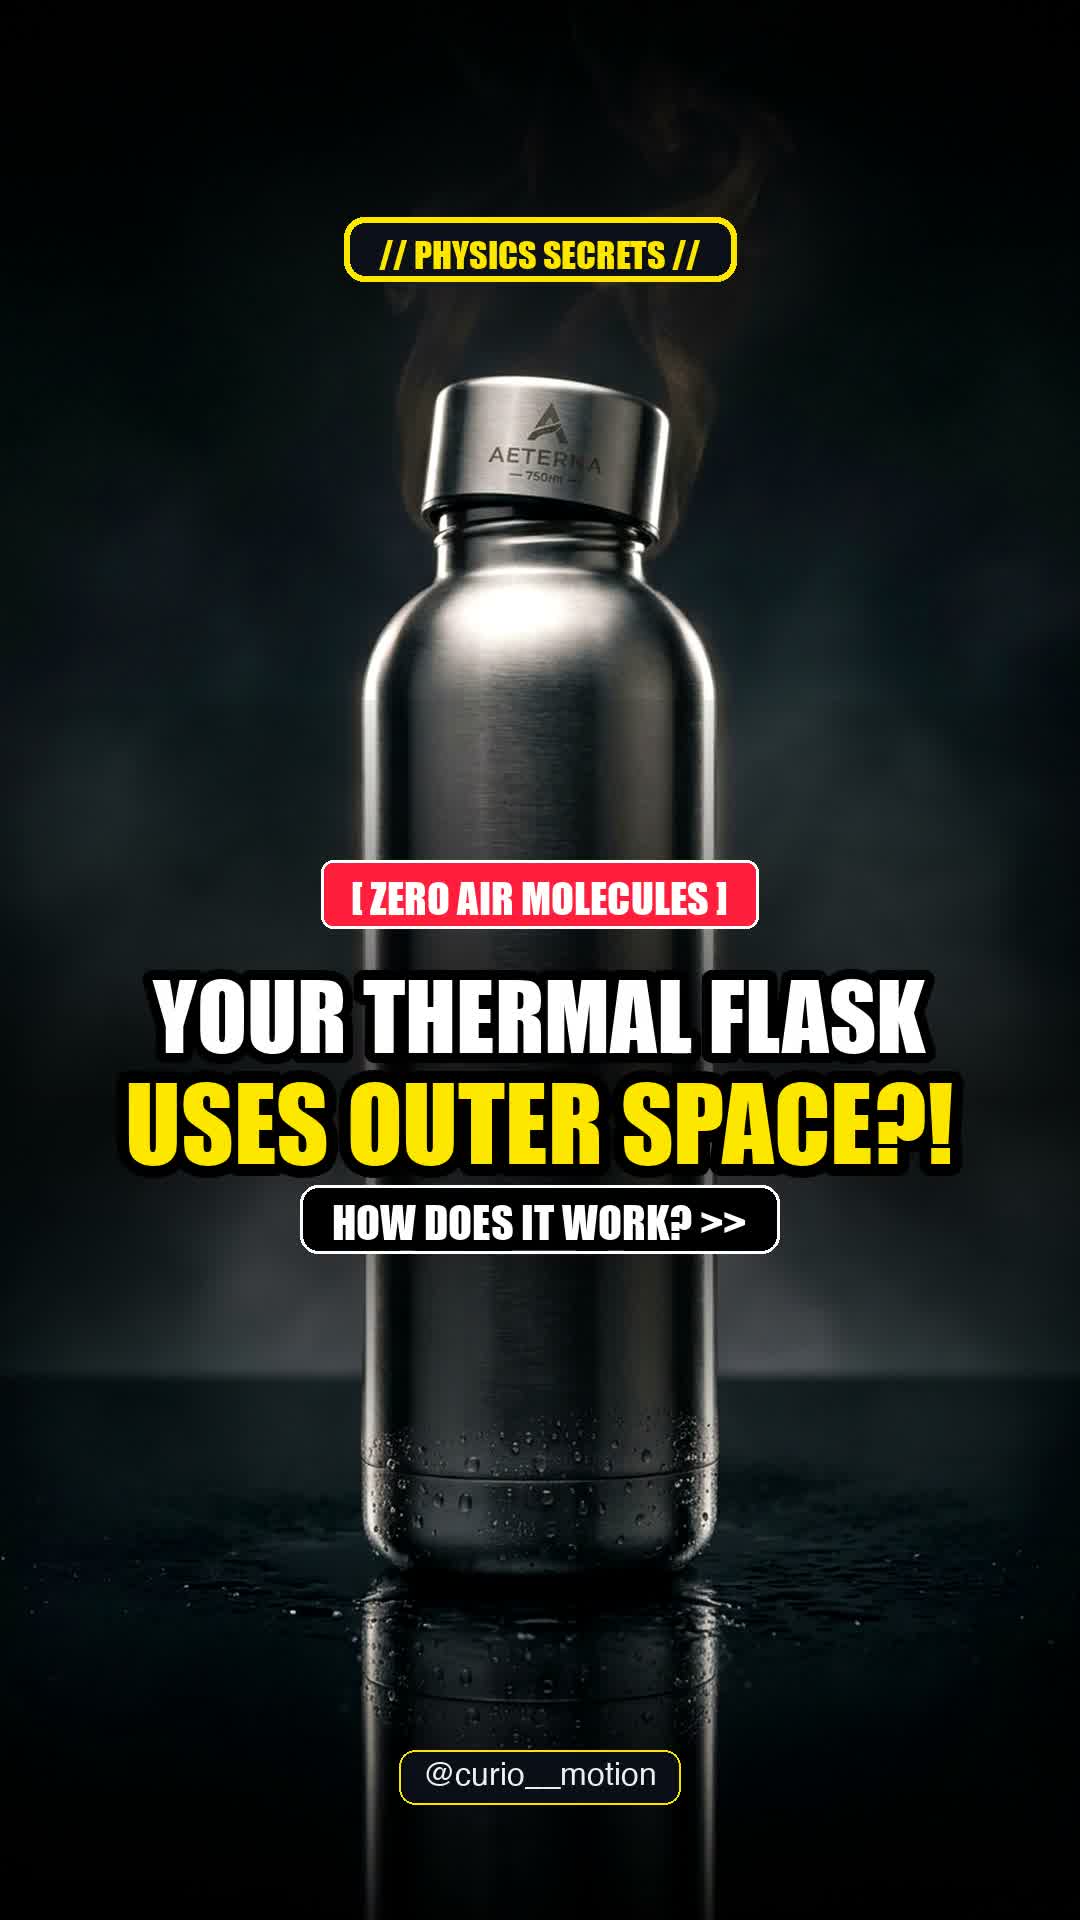 // PHYSICS SECRETS //
AETERNA
— 750ml —
[ ZERO AIR MOLECULES ]
YOUR THERMAL FLASK
USES OUTER SPACE?!
HOW DOES IT WORK? >>
@curio__motion